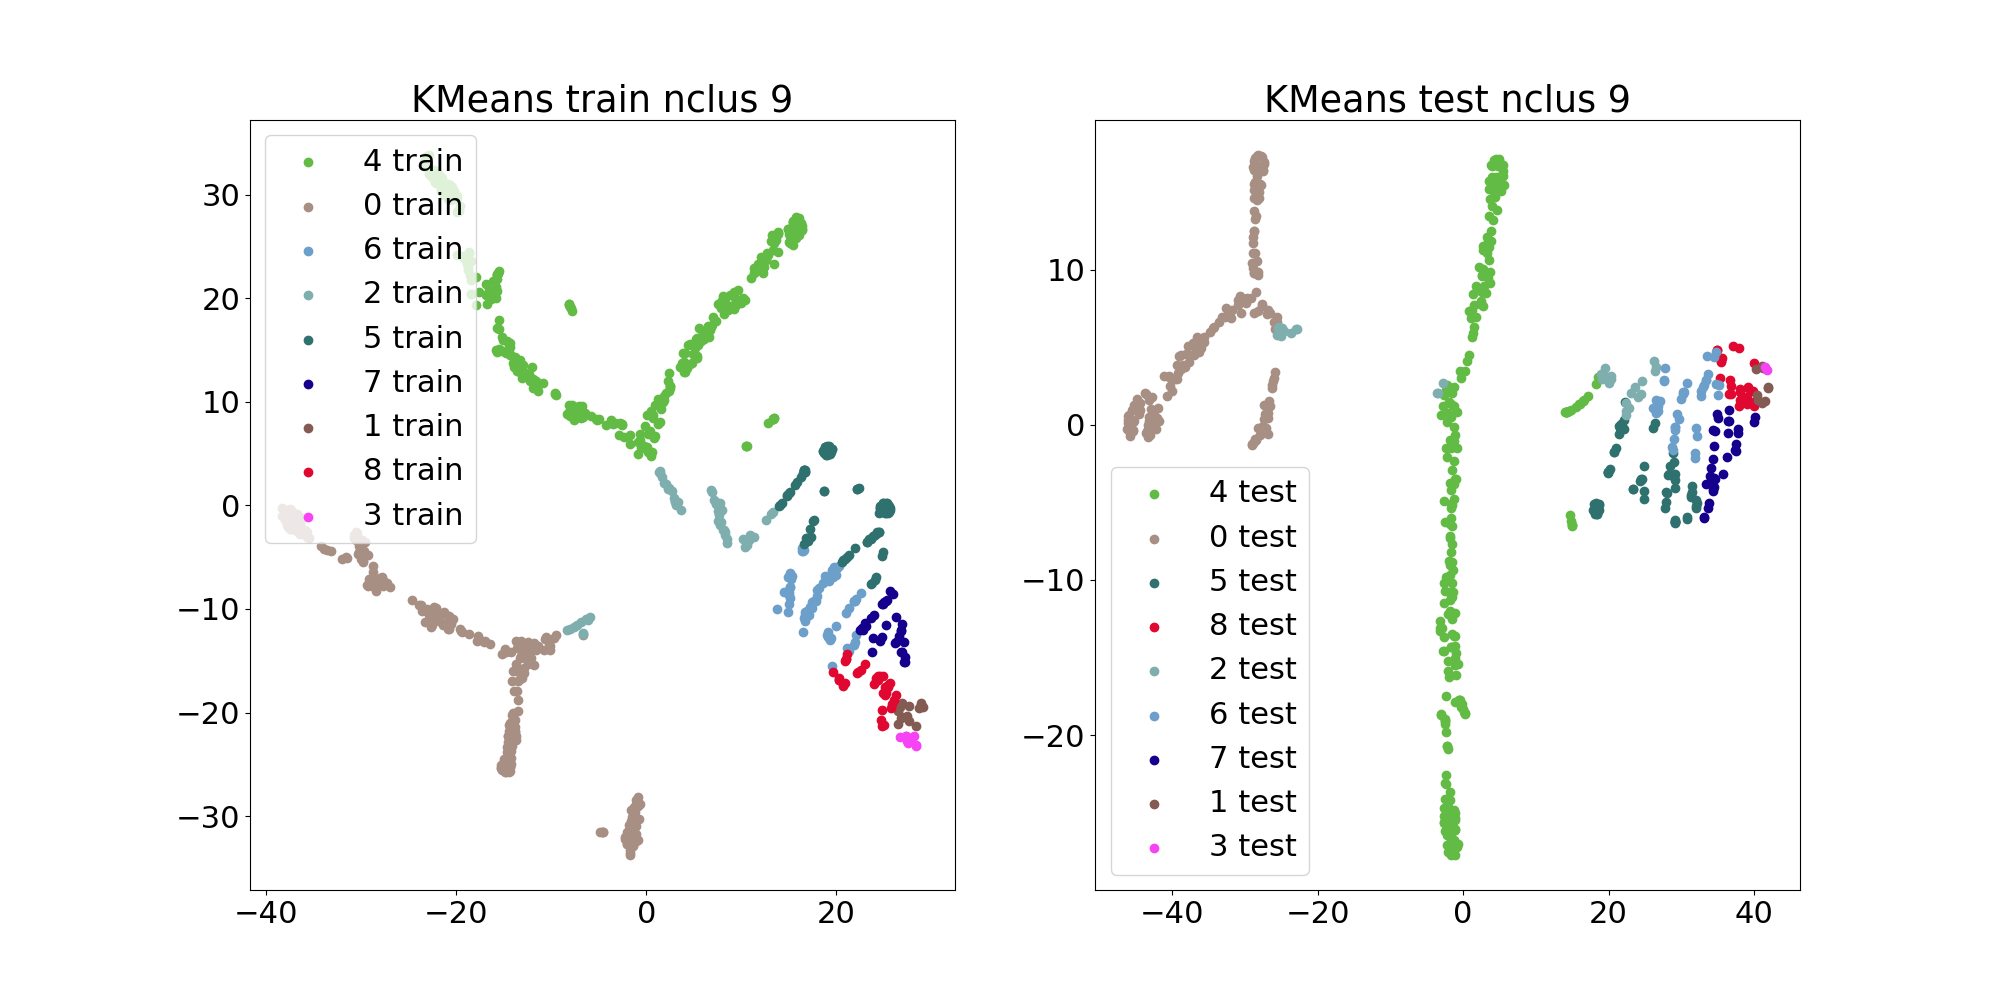 KMeans train nclus 9
4 train
0 train
6 train
2 train
5 train
7 train
1 train
8 train
3 train
30
20
10
0
−10
−20
−30
−40
−20
0
20
KMeans test nclus 9
4 test
0 test
5 test
8 test
2 test
6 test
7 test
1 test
3 test
10
0
−10
−20
−40
−20
0
20
40